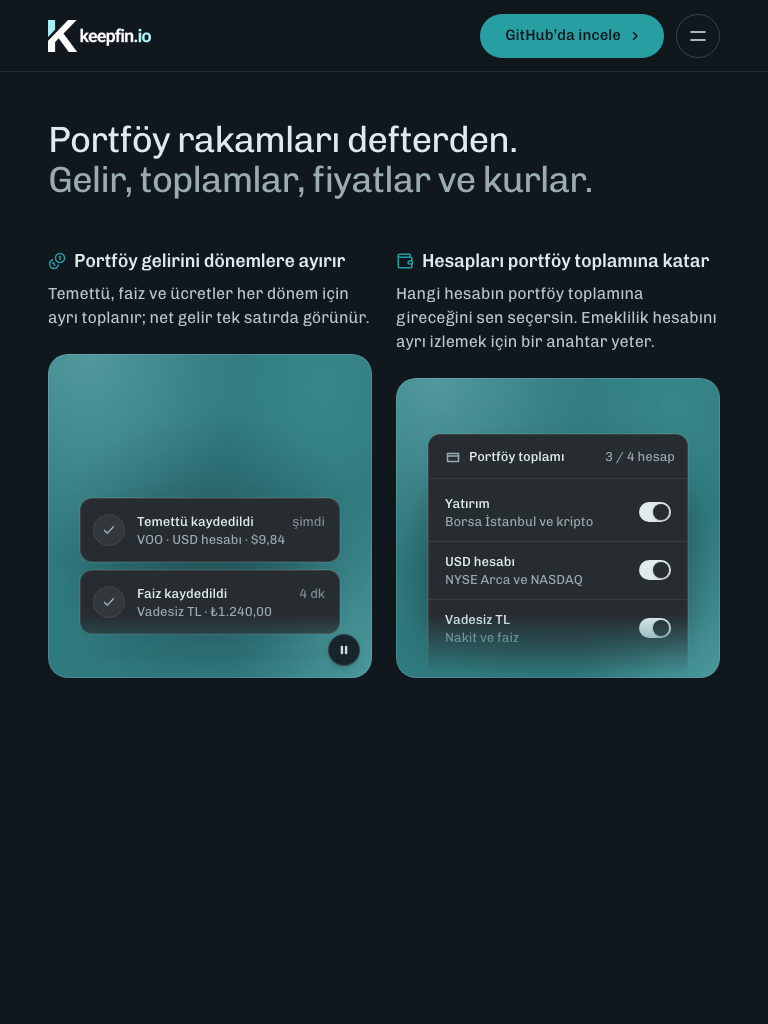 keepfin.io
GitHub'da incele
Portföy rakamları defterden.
Gelir, toplamlar, fiyatlar ve kurlar.
Portföy gelirini dönemlere ayırır
Temettü, faiz ve ücretler her dönem için
ayrı toplanır; net gelir tek satırda görünür.
Temettü kaydedildi şimdi
VOO · USD hesabı · $9,84
Faiz kaydedildi 4 dk
Vadesiz TL · ₺1.240,00
Hesapları portföy toplamına katar
Hangi hesabın portföy toplamına
gireceğini sen seçersin. Emeklilik hesabını
ayrı izlemek için bir anahtar yeter.
Portföy toplamı 3 / 4 hesap
Yatırım
Borsa İstanbul ve kripto
USD hesabı
NYSE Arca ve NASDAQ
Vadesiz TL
Nakit ve faiz